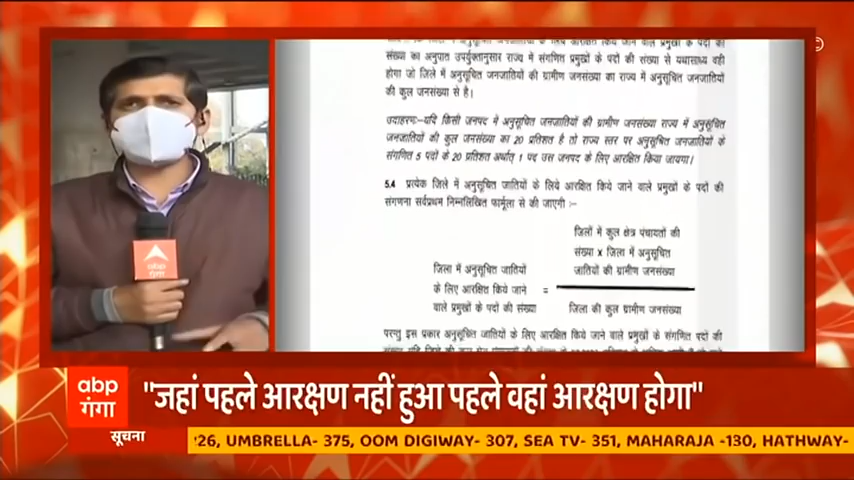 संख्या का अनुपात उपर्युक्तानुसार राज्य में संगणित प्रमुखों के पदों की संख्या से यथासाध्य वही
होगा जो जिले में अनुसूचित जनजातियों की ग्रामीण जनसंख्या का राज्य में अनुसूचित जनजातियों
की कुल जनसंख्या से है।
उदाहरण:-यदि किसी जनपद मे अनुसूचित जनजातियों की ग्रामीण जनसंख्या राज्य में अनुसूचित
जनजातियों की कुल जनसंख्या का 20 प्रतिशत है तो राज्य स्तर पर अनुसूचित जनजातियों के
संगणित 5 पदों के 20 प्रतिशत अर्थात् 1 पद उस जनपद के लिए आरक्षित किया जायगा।
5.4 प्रत्येक जिले में अनुसूचित जातियों के लिये आरक्षित किये जाने वाले प्रमुखों के पदों की
संगणना सर्वप्रथम निम्नलिखित फार्मूला से की जाएगी :-
जिलों में कुल क्षेत्र पंचायतों की
संख्या x जिला में अनुसूचित
जातियों की ग्रामीण जनसंख्या
जिला में अनुसूचित जातियों
के लिए आरक्षित किये जाने
वाले प्रमुखों के पदों की संख्या
=
जिला की कुल ग्रामीण जनसंख्या
परन्तु इस प्रकार अनुसूचित जातियों के लिए आरक्षित किये जाने वाले प्रमुखों के संगणित पदों की
abp
गंगा
abp
गंगा
"जहां पहले आरक्षण नहीं हुआ पहले वहां आरक्षण होगा"
सूचना
'26, UMBRELLA- 375, OOM DIGIWAY- 307, SEA TV- 351, MAHARAJA -130, HATHWAY-
©